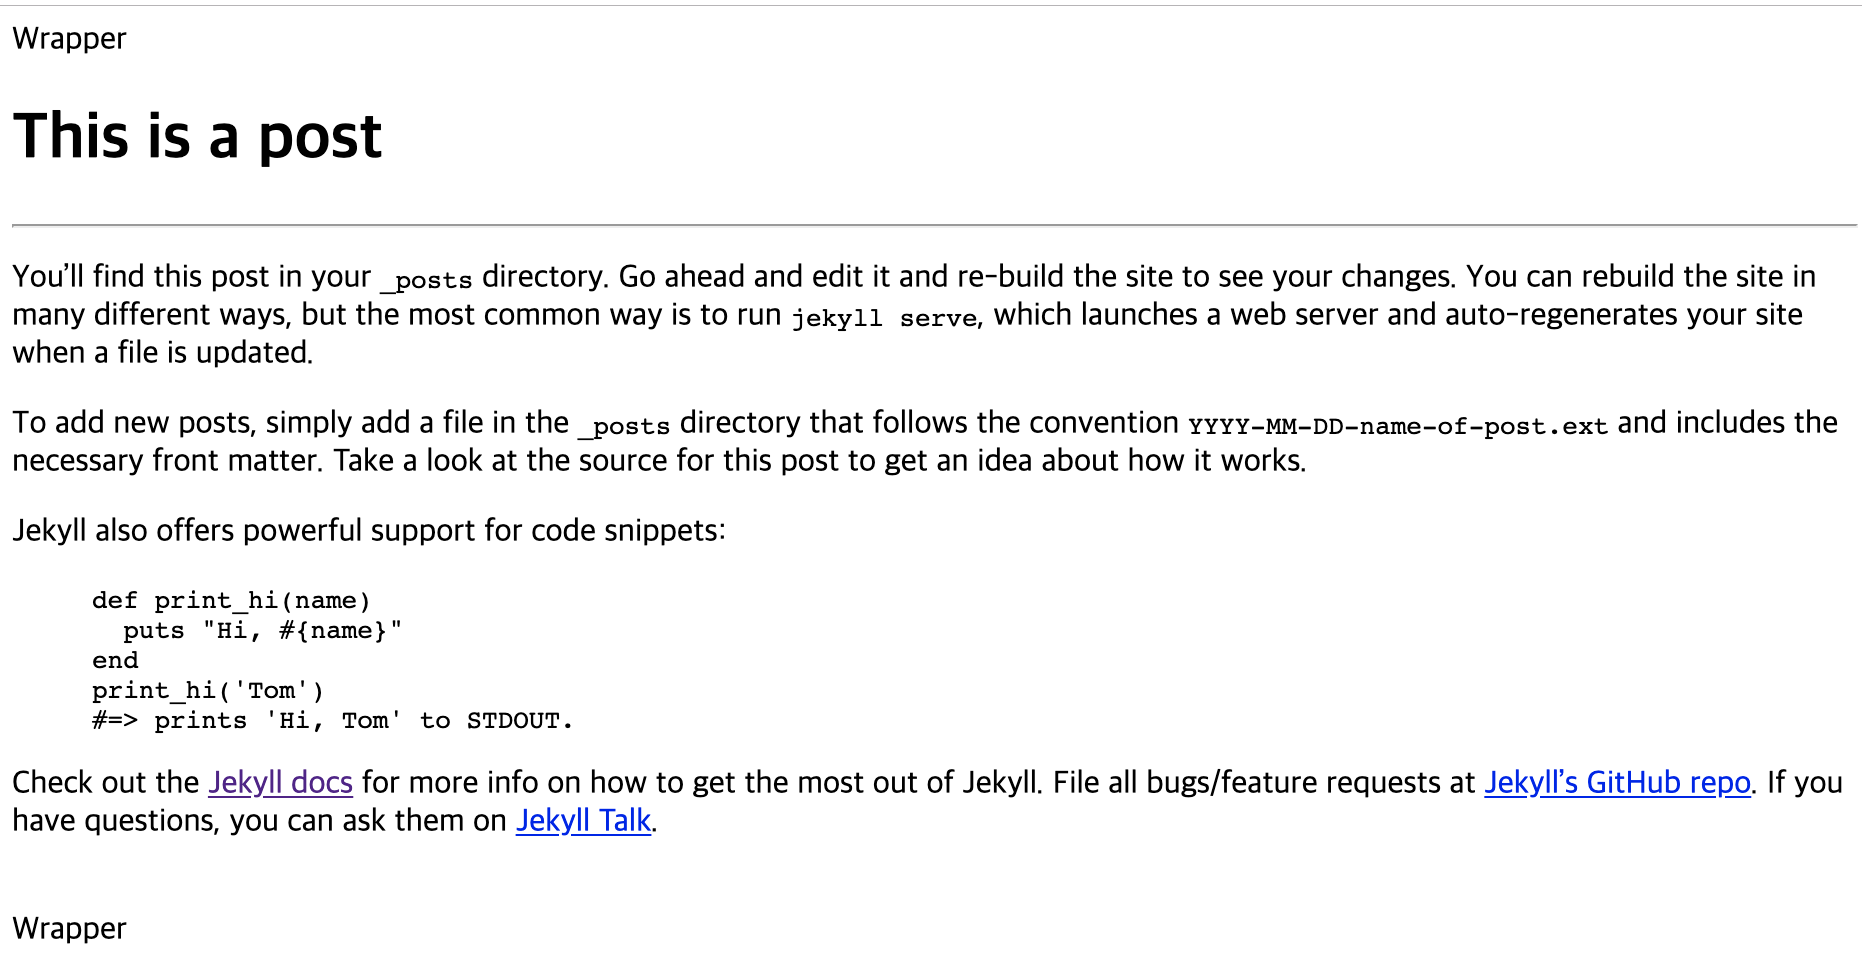 Wrapper
This is a post
You’ll find this post in your _posts directory. Go ahead and edit it and re-build the site to see your changes. You can rebuild the site in
many different ways, but the most common way is to run jekyll serve, which launches a web server and auto-regenerates your site
when a file is updated.
To add new posts, simply add a file in the _posts directory that follows the convention YYYY-MM-DD-name-of-post.ext and includes the
necessary front matter. Take a look at the source for this post to get an idea about how it works.
Jekyll also offers powerful support for code snippets:
def print_hi(name)
  puts "Hi, #{name}"
end
print_hi('Tom')
#=> prints 'Hi, Tom' to STDOUT.
Check out the Jekyll docs for more info on how to get the most out of Jekyll. File all bugs/feature requests at Jekyll’s GitHub repo. If you
have questions, you can ask them on Jekyll Talk.
Wrapper